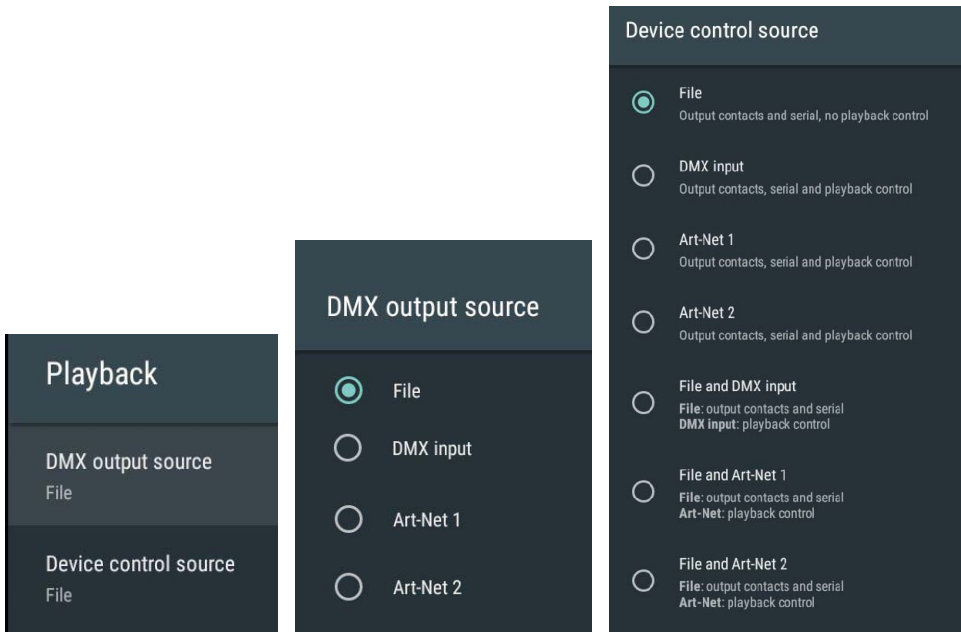 Playback
DMX output source
File
Device control source
File
DMX output source
File
DMX input
Art-Net 1
Art-Net 2
Device control source
File
Output contacts and serial, no playback control
DMX input
Output contacts, serial and playback control
Art-Net 1
Output contacts, serial and playback control
Art-Net 2
Output contacts, serial and playback control
File and DMX input
File: output contacts and serial
DMX input: playback control
File and Art-Net 1
File: output contacts and serial
Art-Net: playback control
File and Art-Net 2
File: output contacts and serial
Art-Net: playback control